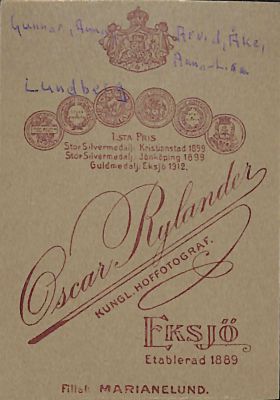 Gunnar, Anna Arvid, Åke,
Anna-Lisa
Lundberg
1.STA PRIS
Stor Silvermedalj: Kristianstad 1899
Stor Silvermedalj: Jönköping 1899
Guldmedalj: Eksjö 1912.
Oscar Rylander
KUNGL. HOFFOTOGRAF.
EKSJÖ
Etablerad 1889
Filial: MARIANELUND.